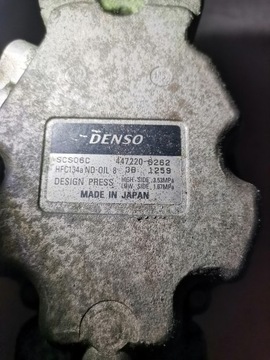 DENSO
SCS06C 447220-6262
HFC134a ND-OIL 8 3B 1259
DESIGN PRESS HIGH-SIDE 3.53MPa
LOW SIDE 1.67MPa
MADE IN JAPAN